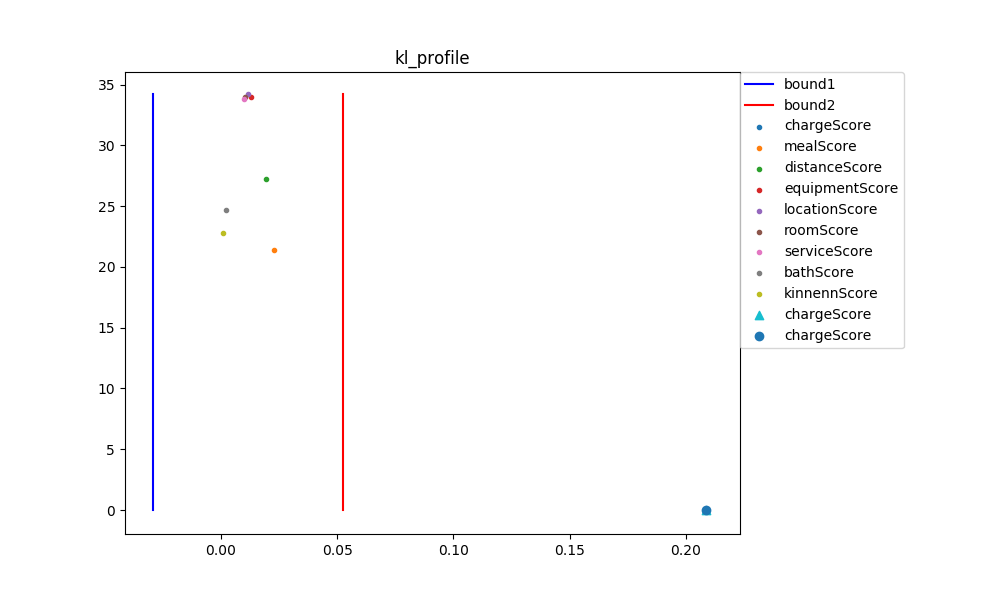 kl_profile
35
30
25
20
15
10
5
0
0.00 0.05 0.10 0.15 0.20
bound1
bound2
chargeScore
mealScore
distanceScore
equipmentScore
locationScore
roomScore
serviceScore
bathScore
kinnennScore
chargeScore
chargeScore